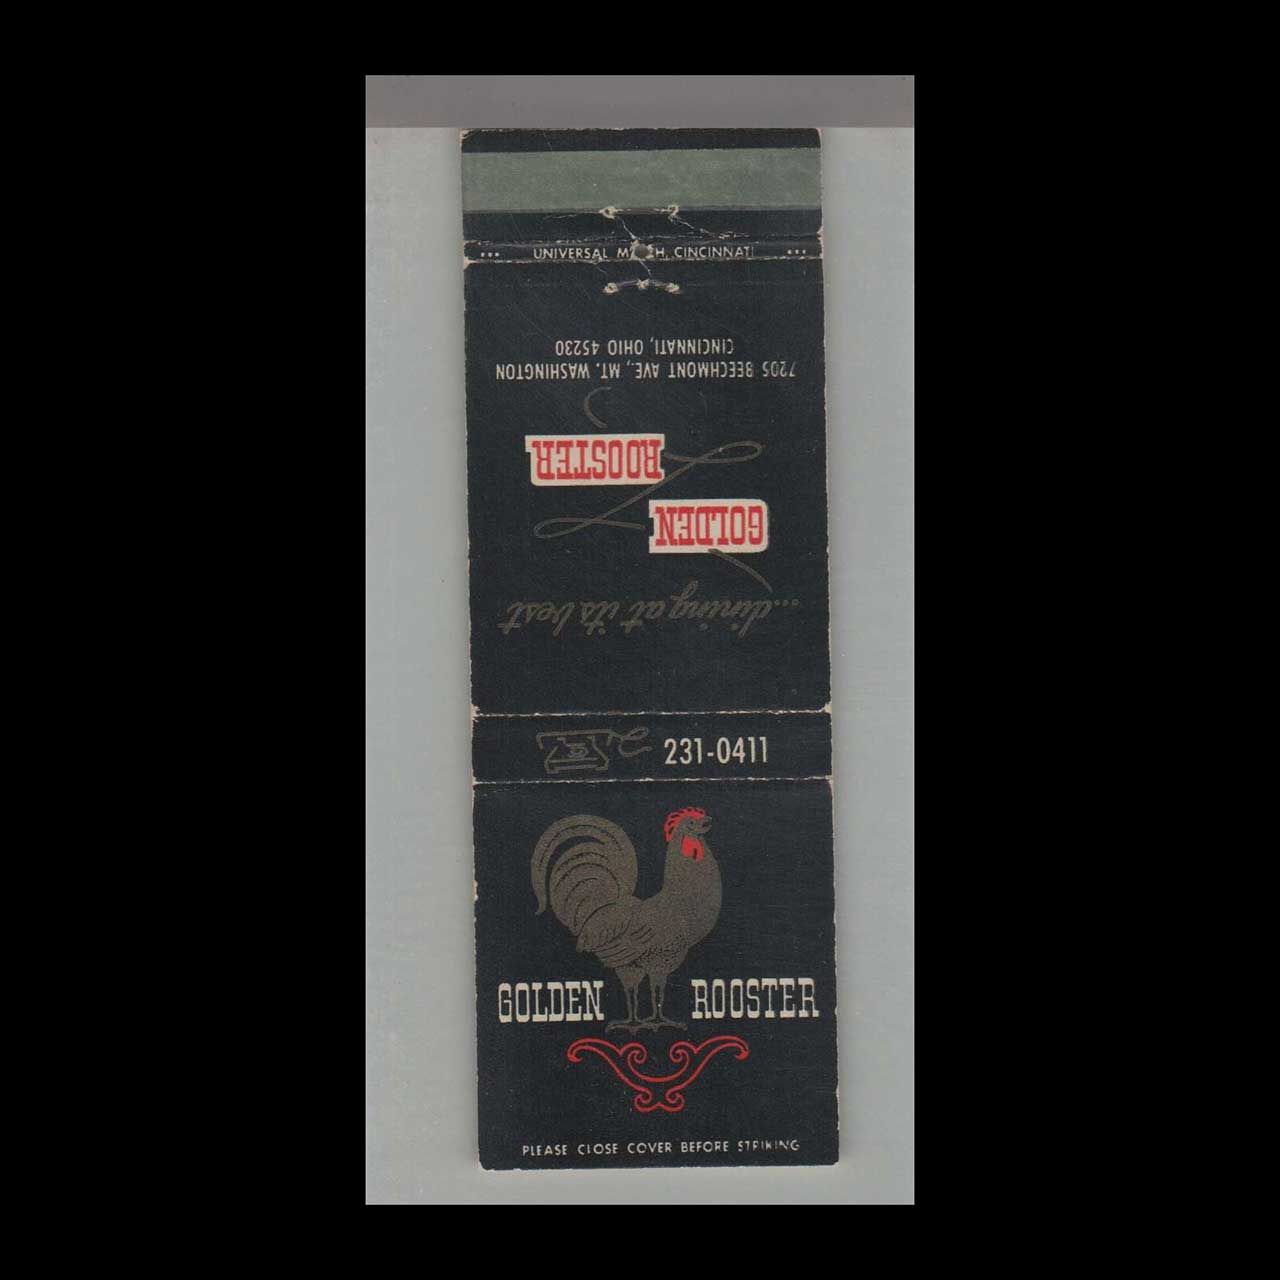 UNIVERSAL MATCH, CINCINNATI
7205 BEECHMONT AVE., MT. WASHINGTON
CINCINNATI, OHIO 45230
GOLDEN
ROOSTER
...dining at its best
231-0411
GOLDEN ROOSTER
PLEASE CLOSE COVER BEFORE STRIKING